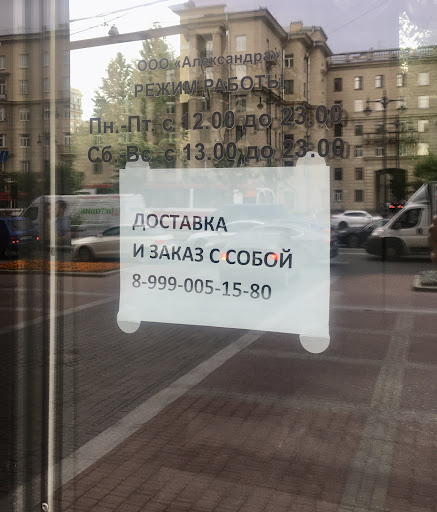 ООО «Александра»
РЕЖИМ РАБОТЫ
Пн.-Пт. с 12.00 до 23.00
Сб.-Вс. с 13.00 до 23.00
ДОСТАВКА
И ЗАКАЗ С СОБОЙ
8-999-005-15-80